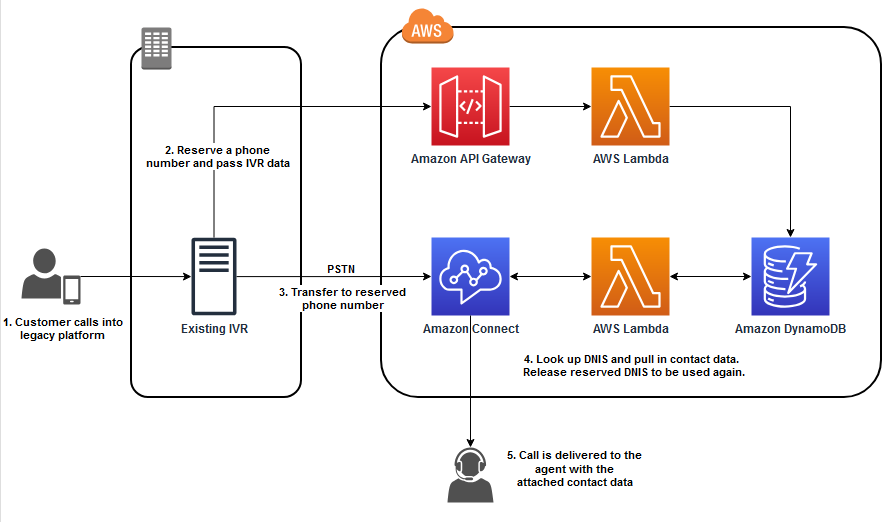 AWS
2. Reserve a phone
number and pass IVR data
Amazon API Gateway
AWS Lambda
PSTN
3. Transfer to reserved
phone number
1. Customer calls into
legacy platform
Existing IVR
Amazon Connect
AWS Lambda
Amazon DynamoDB
4. Look up DNIS and pull in contact data.
Release reserved DNIS to be used again.
5. Call is delivered to the
agent with the
attached contact data